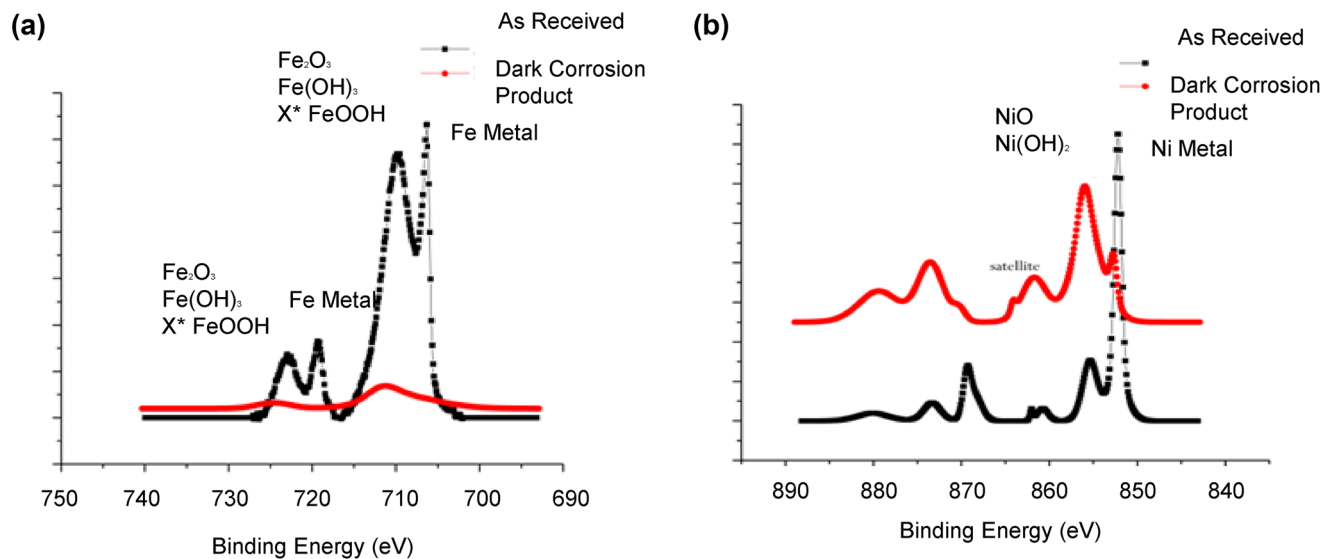 (a)
As Received
Dark Corrosion
Product
Fe₂O₃
Fe(OH)₃
X* FeOOH
Fe Metal
Fe₂O₃
Fe(OH)₃
X* FeOOH
Fe Metal
750 740 730 720 710 700 690
Binding Energy (eV)
(b)
As Received
Dark Corrosion
Product
NiO
Ni(OH)₂
Ni Metal
satellite
890 880 870 860 850 840
Binding Energy (eV)